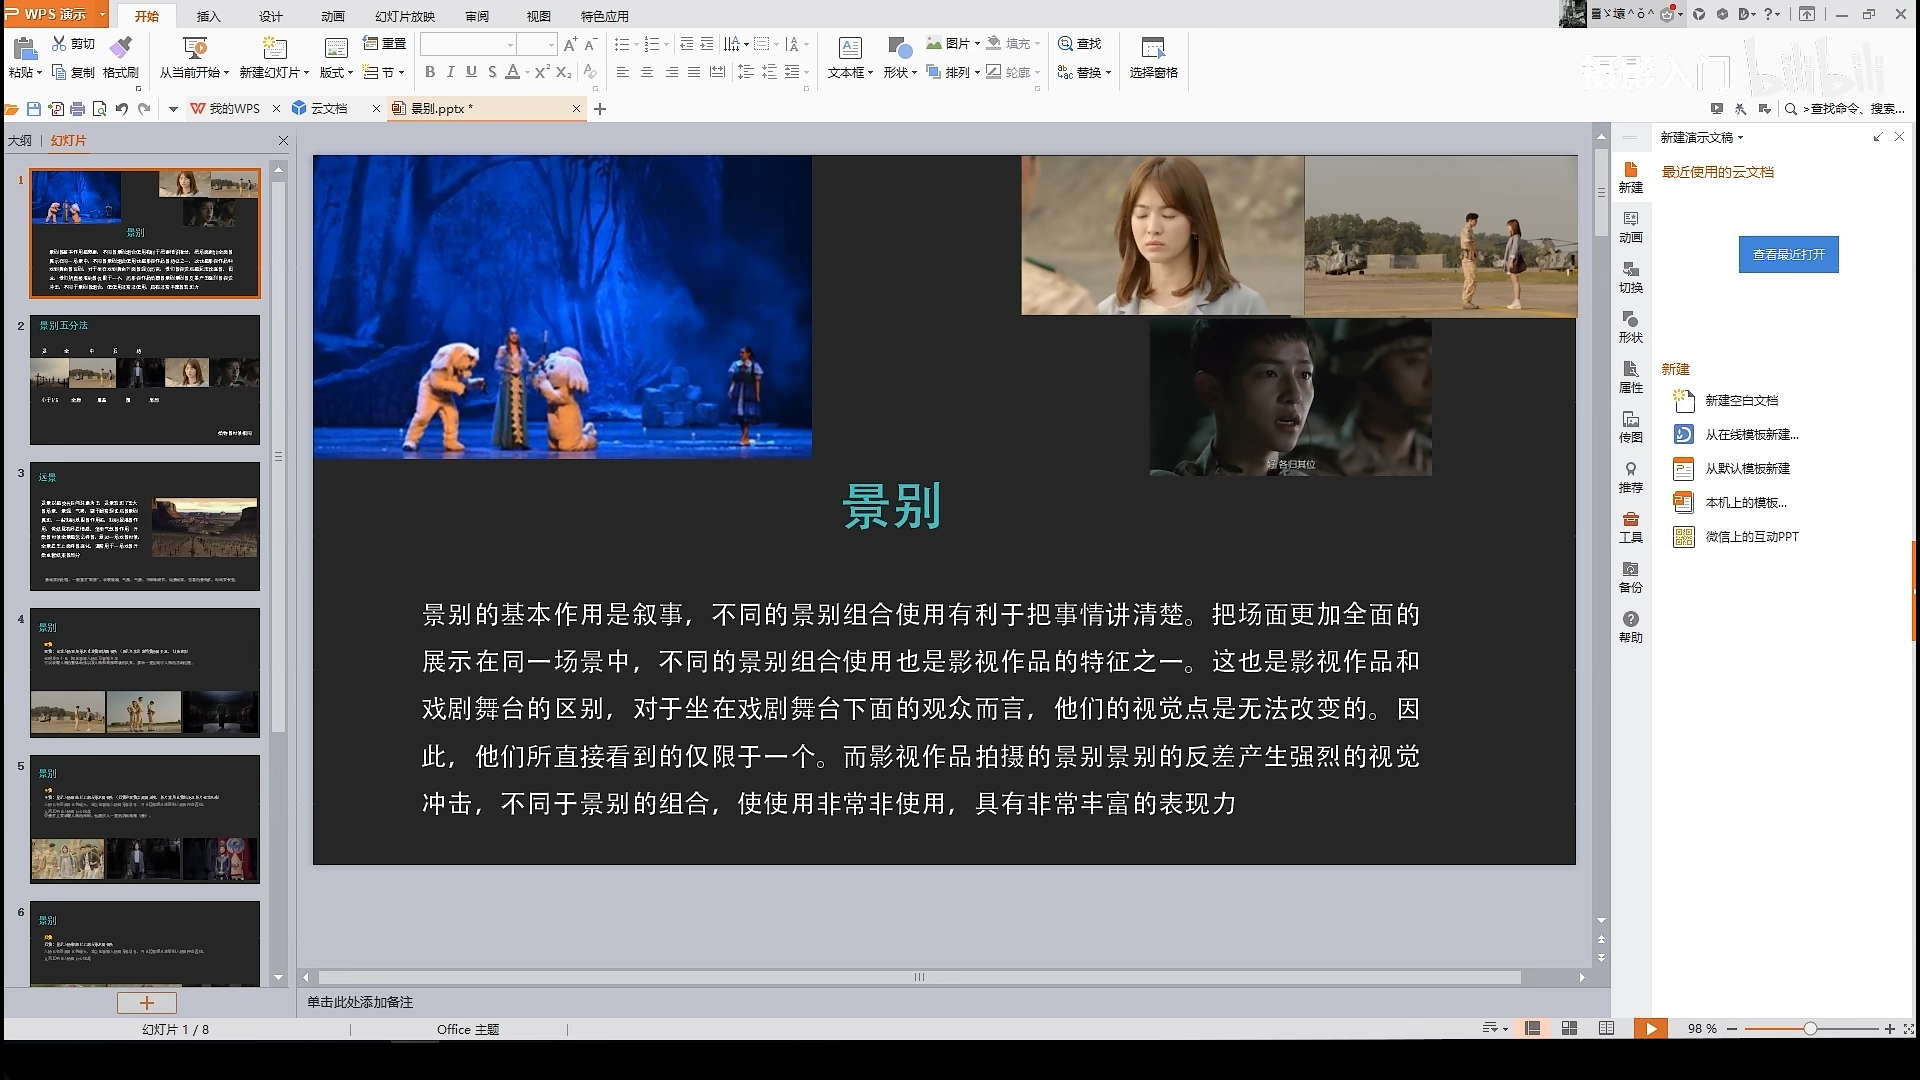 WPS 演示
开始 插入 设计 动画 幻灯片放映 审阅 视图 特色应用
粘贴 剪切 复制 格式刷
从当前开始 新建幻灯片 版式 重置 节
文本框 形状 图片 排列 填充 轮廓
查找 替换 选择窗格
摄影入门 bilibili
我的WPS 云文档 景别.pptx *
>查找命令、搜索...
大纲 幻灯片
1
景别
2
景别五分法
3
远景
4
景别
5
景别
6
景别
好 各归其位
景别
景别的基本作用是叙事，不同的景别组合使用有利于把事情讲清楚。把场面更加全面的
展示在同一场景中，不同的景别组合使用也是影视作品的特征之一。这也是影视作品和
戏剧舞台的区别，对于坐在戏剧舞台下面的观众而言，他们的视觉点是无法改变的。因
此，他们所直接看到的仅限于一个。而影视作品拍摄的景别景别的反差产生强烈的视觉
冲击，不同于景别的组合，使使用非常非使用，具有非常丰富的表现力
单击此处添加备注
新建
动画
切换
形状
属性
传图
推荐
工具
备份
帮助
新建演示文稿
最近使用的云文档
查看最近打开
新建
新建空白文档
从在线模板新建...
从默认模板新建
本机上的模板...
微信上的互动PPT
幻灯片 1 / 8
Office 主题
98 %